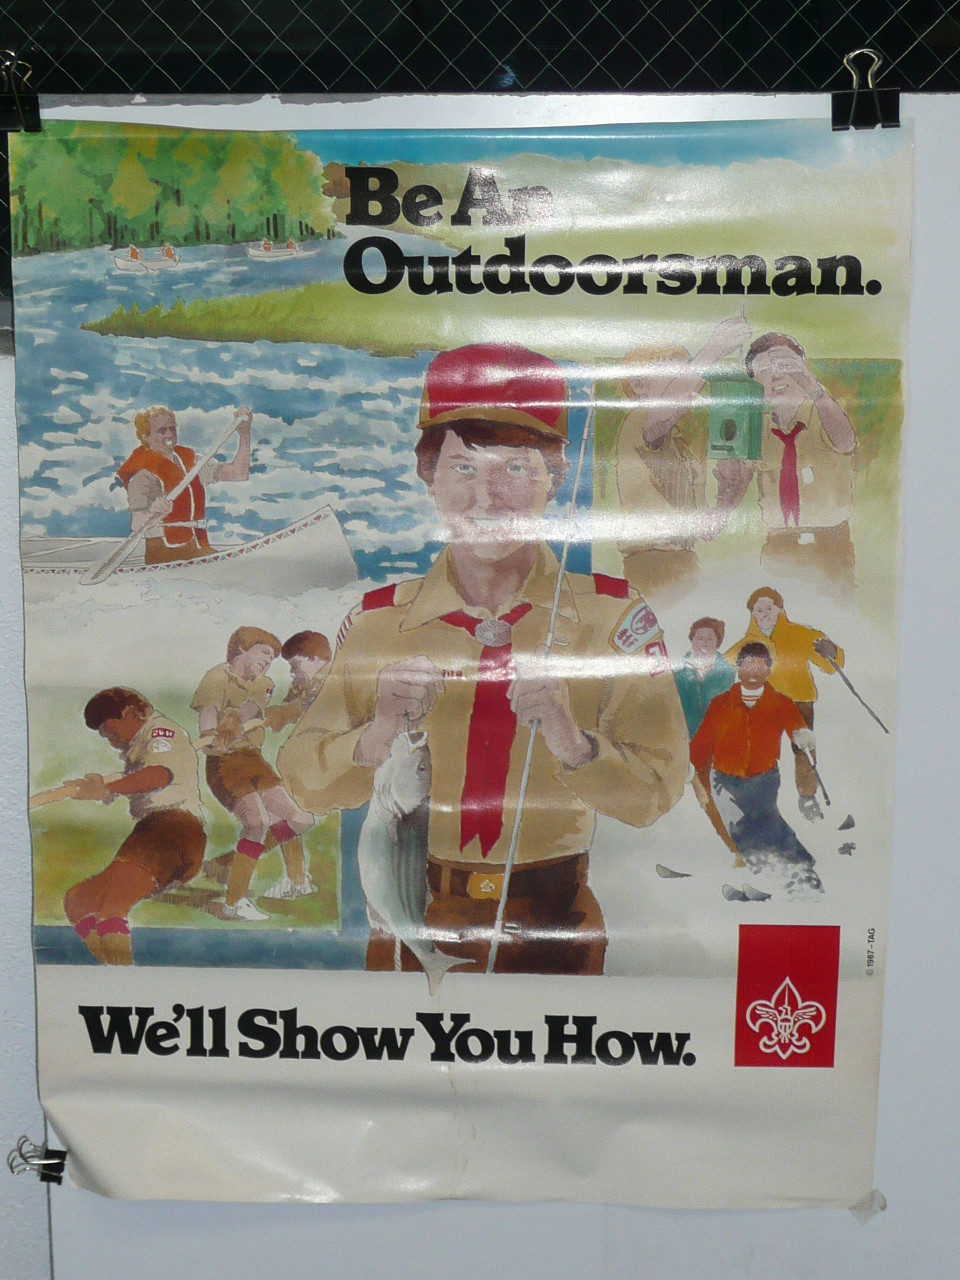 Be An
Outdoorsman.
© 1987-TAG
We'll Show You How.